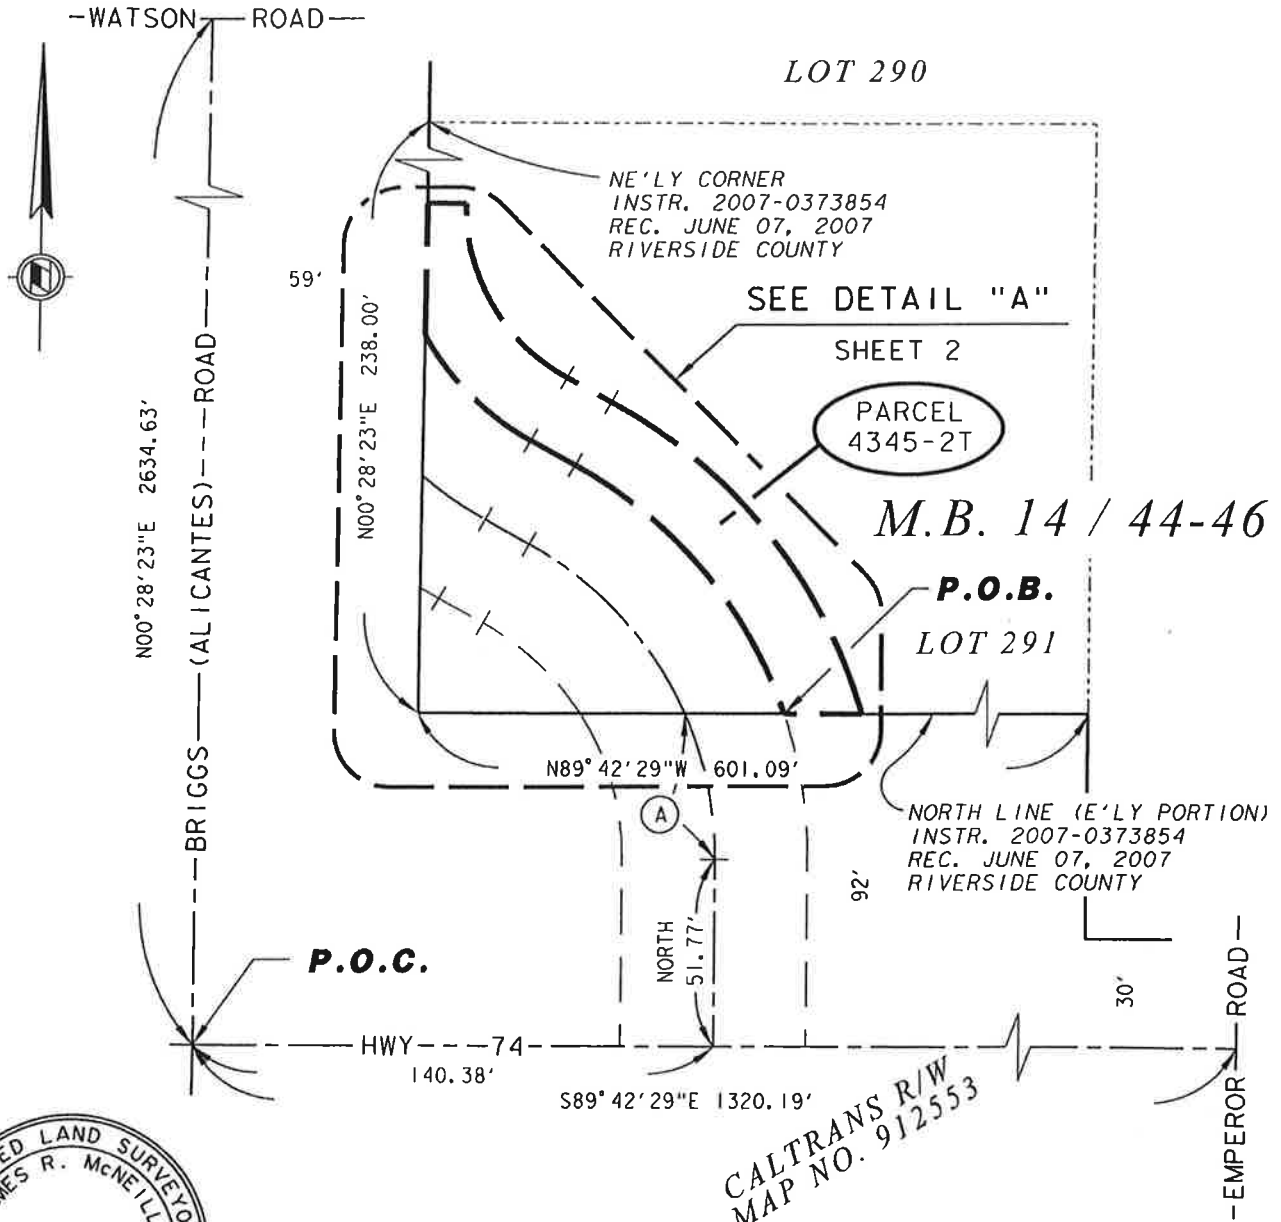 WATSON ROAD
LOT 290
NE'LY CORNER
INSTR. 2007-0373854
REC. JUNE 07, 2007
RIVERSIDE COUNTY
59'
SEE DETAIL "A"
SHEET 2
N00°28'23"E 238.00'
PARCEL
4345-2T
N00°28'23"E 2634.63'
BRIGGS (ALICANTES) ROAD
M.B. 14 / 44-46
P.O.B.
LOT 291
N89°42'29"W 601.09'
A
NORTH LINE (E'LY PORTION)
INSTR. 2007-0373854
REC. JUNE 07, 2007
RIVERSIDE COUNTY
92'
NORTH
51.77'
P.O.C.
30'
HWY 74
140.38'
S89°42'29"E 1320.19'
EMPEROR ROAD
CALTRANS R/W
MAP NO. 912553
ED LAND SURVEYO
MES R. McNEILL